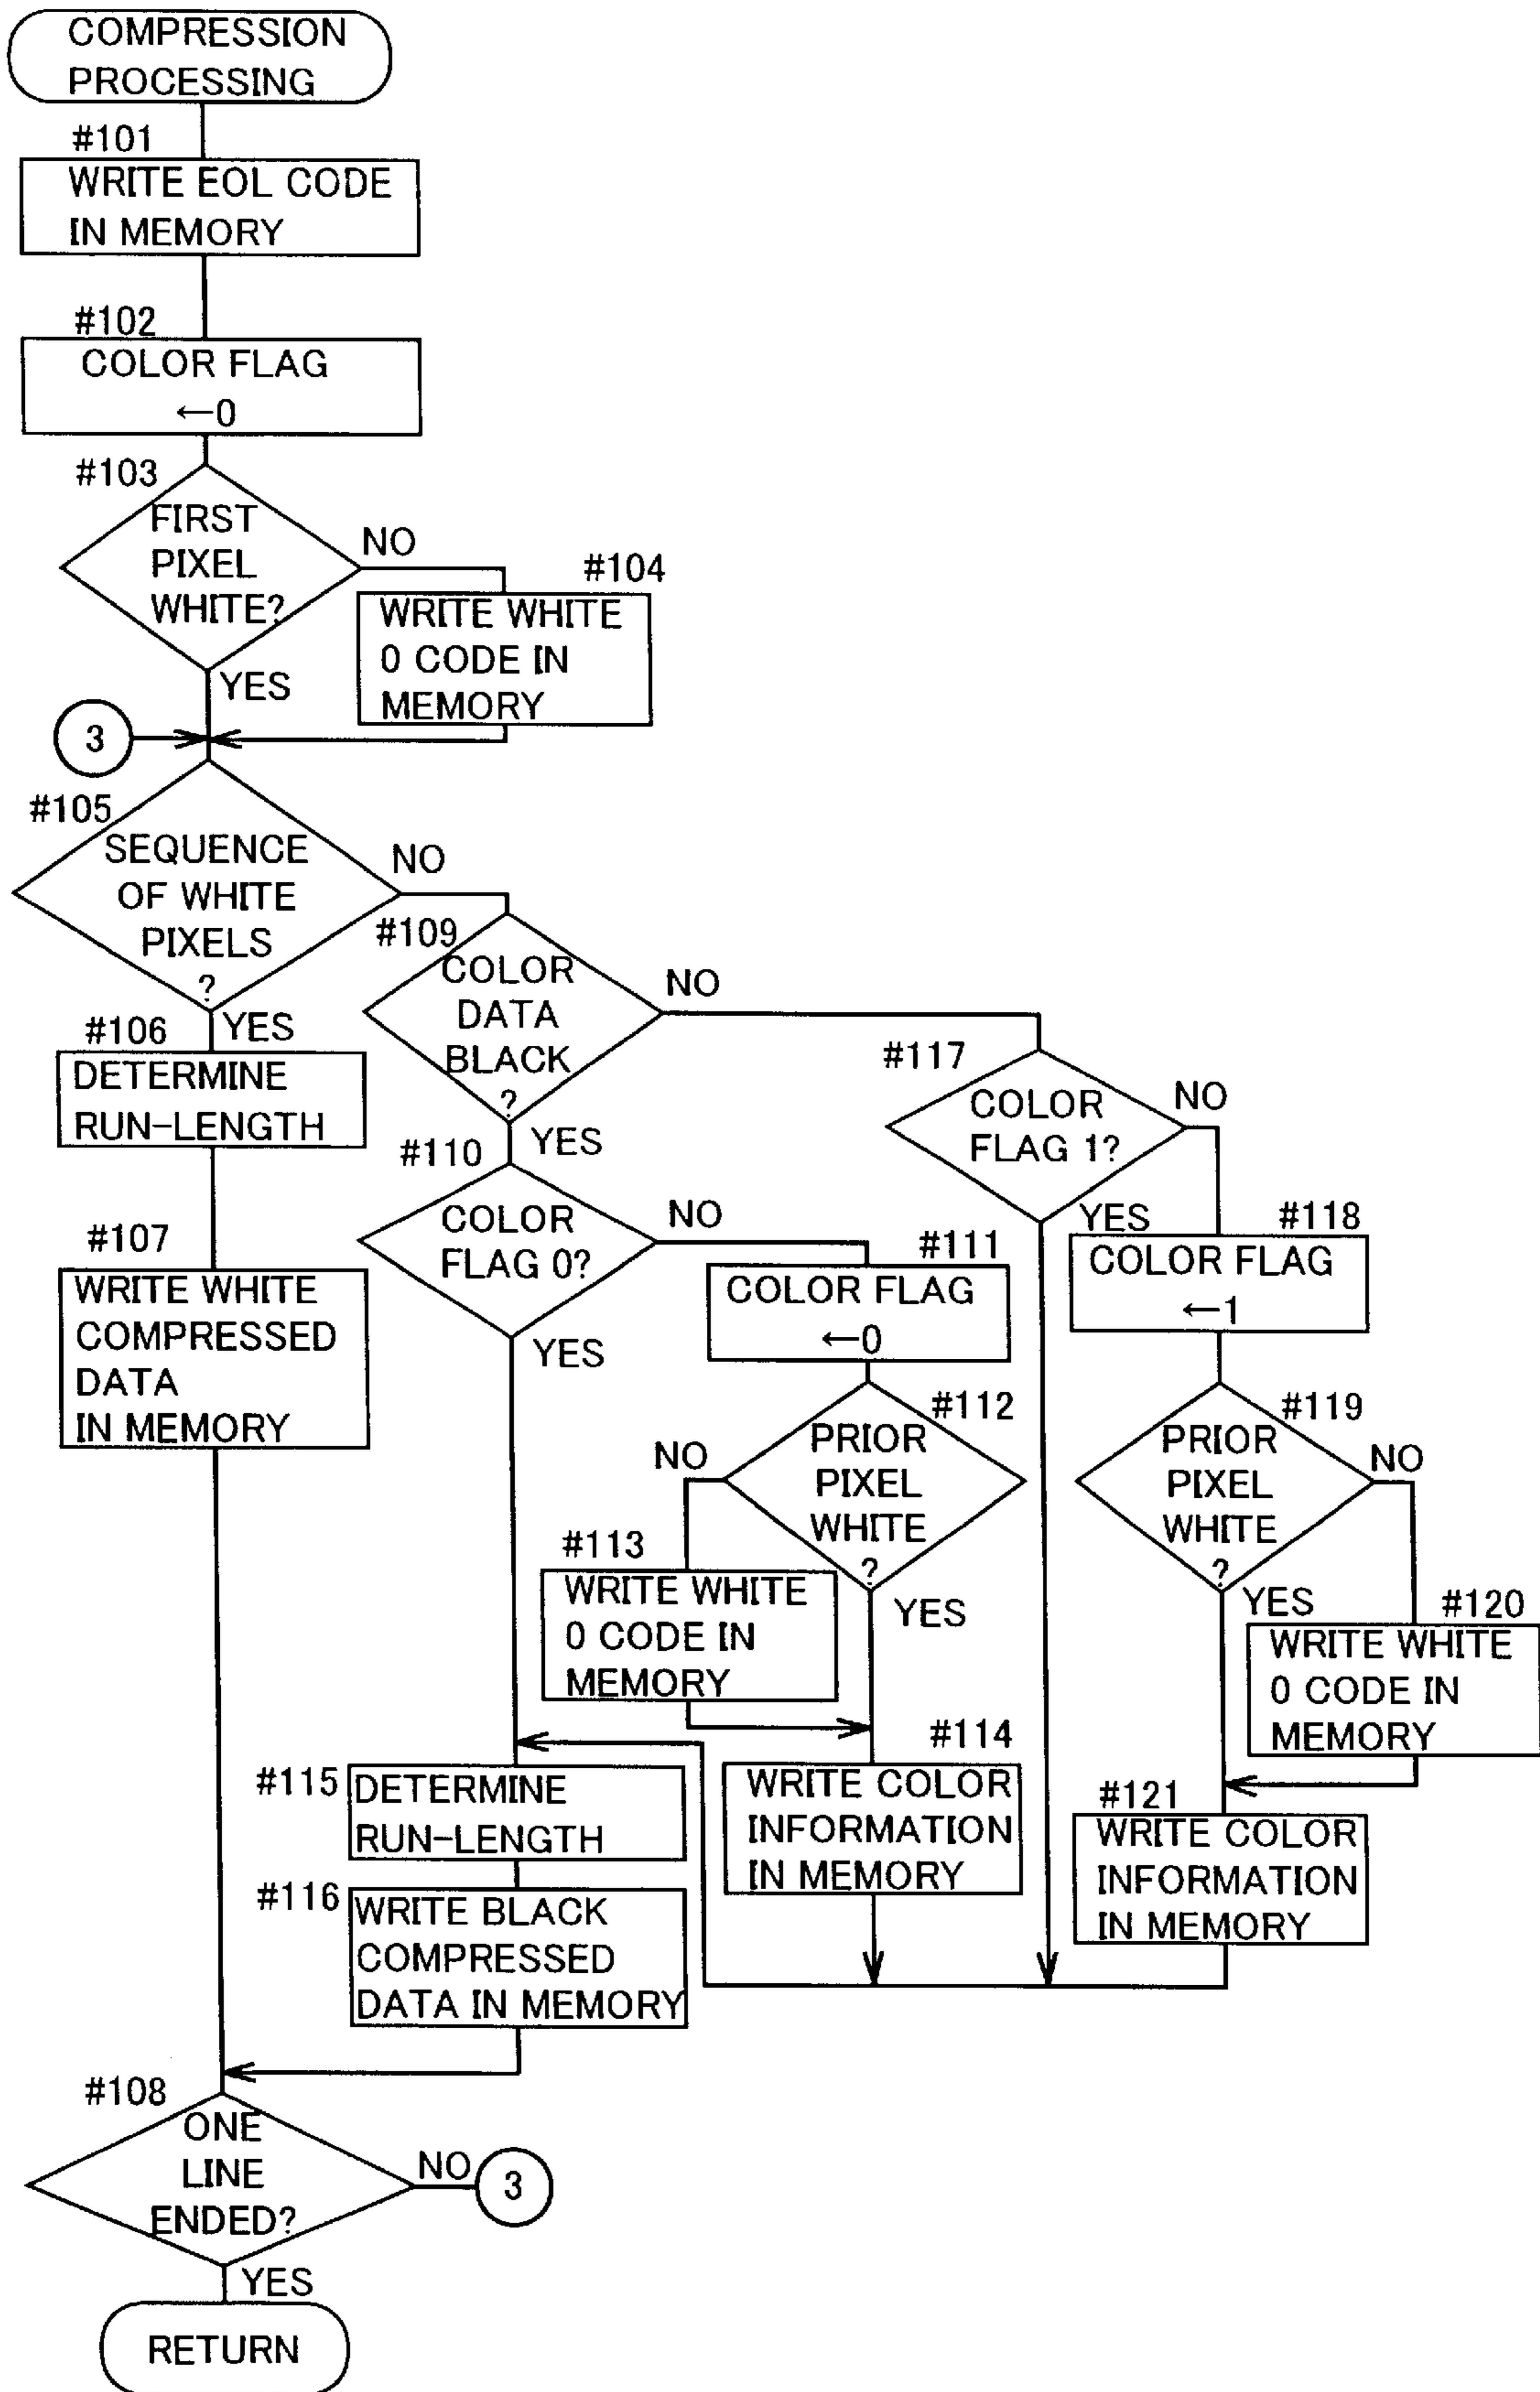 COMPRESSION
PROCESSING
#101
WRITE EOL CODE
IN MEMORY
#102
COLOR FLAG
←0
#103
FIRST
PIXEL
WHITE?
NO
YES
#104
WRITE WHITE
0 CODE IN
MEMORY
3
#105
SEQUENCE
OF WHITE
PIXELS
?
NO
YES
#106
DETERMINE
RUN-LENGTH
#107
WRITE WHITE
COMPRESSED
DATA
IN MEMORY
#109
COLOR
DATA
BLACK
?
NO
YES
#110
COLOR
FLAG 0?
NO
YES
#111
COLOR FLAG
←0
#112
PRIOR
PIXEL
WHITE
?
NO
YES
#113
WRITE WHITE
0 CODE IN
MEMORY
#114
WRITE COLOR
INFORMATION
IN MEMORY
#115
DETERMINE
RUN-LENGTH
#116
WRITE BLACK
COMPRESSED
DATA IN MEMORY
#117
COLOR
FLAG 1?
NO
YES
#118
COLOR FLAG
←1
#119
PRIOR
PIXEL
WHITE
?
NO
YES
#120
WRITE WHITE
0 CODE IN
MEMORY
#121
WRITE COLOR
INFORMATION
IN MEMORY
#108
ONE
LINE
ENDED?
NO
3
YES
RETURN